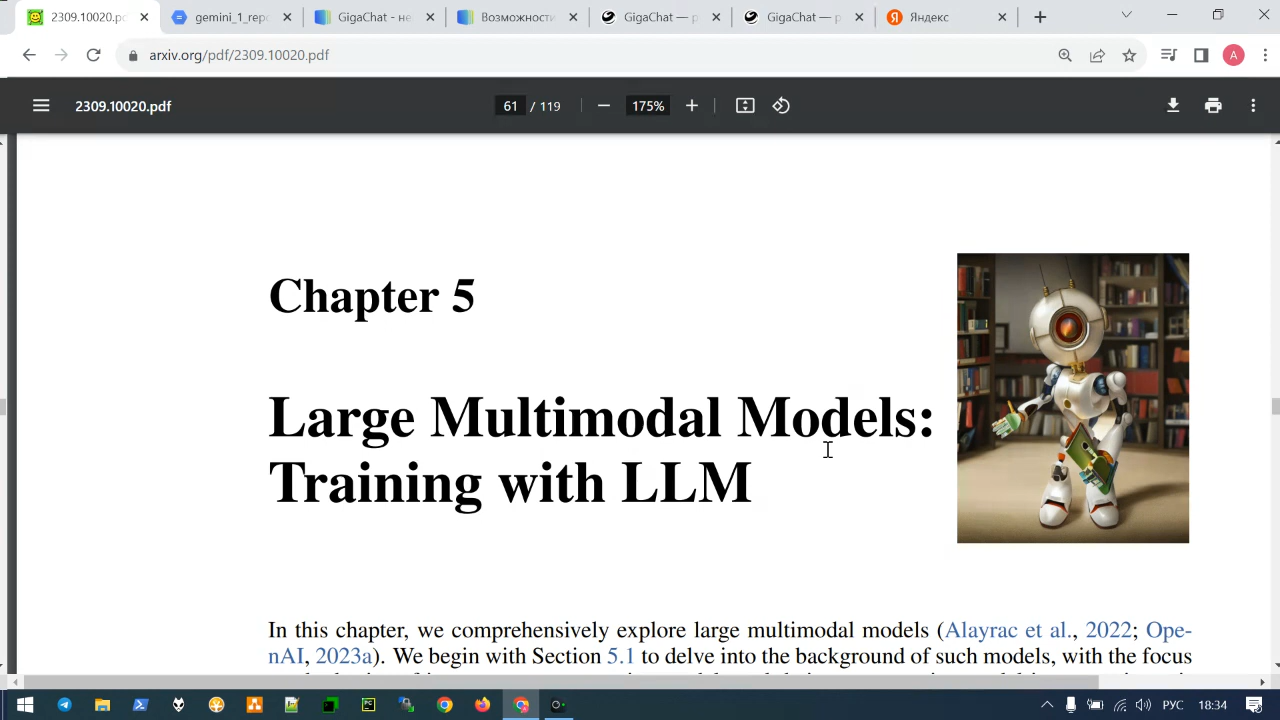 2309.10020.p
gemini_1_repo
GigaChat - не
Возможности
GigaChat — р
GigaChat — р
Яндекс
arxiv.org/pdf/2309.10020.pdf
A
2309.10020.pdf
61 / 119
175%
Chapter 5
Large Multimodal Models:
Training with LLM
In this chapter, we comprehensively explore large multimodal models (Alayrac et al., 2022; Ope-
nAI, 2023a). We begin with Section 5.1 to delve into the background of such models, with the focus
РУС
18:34